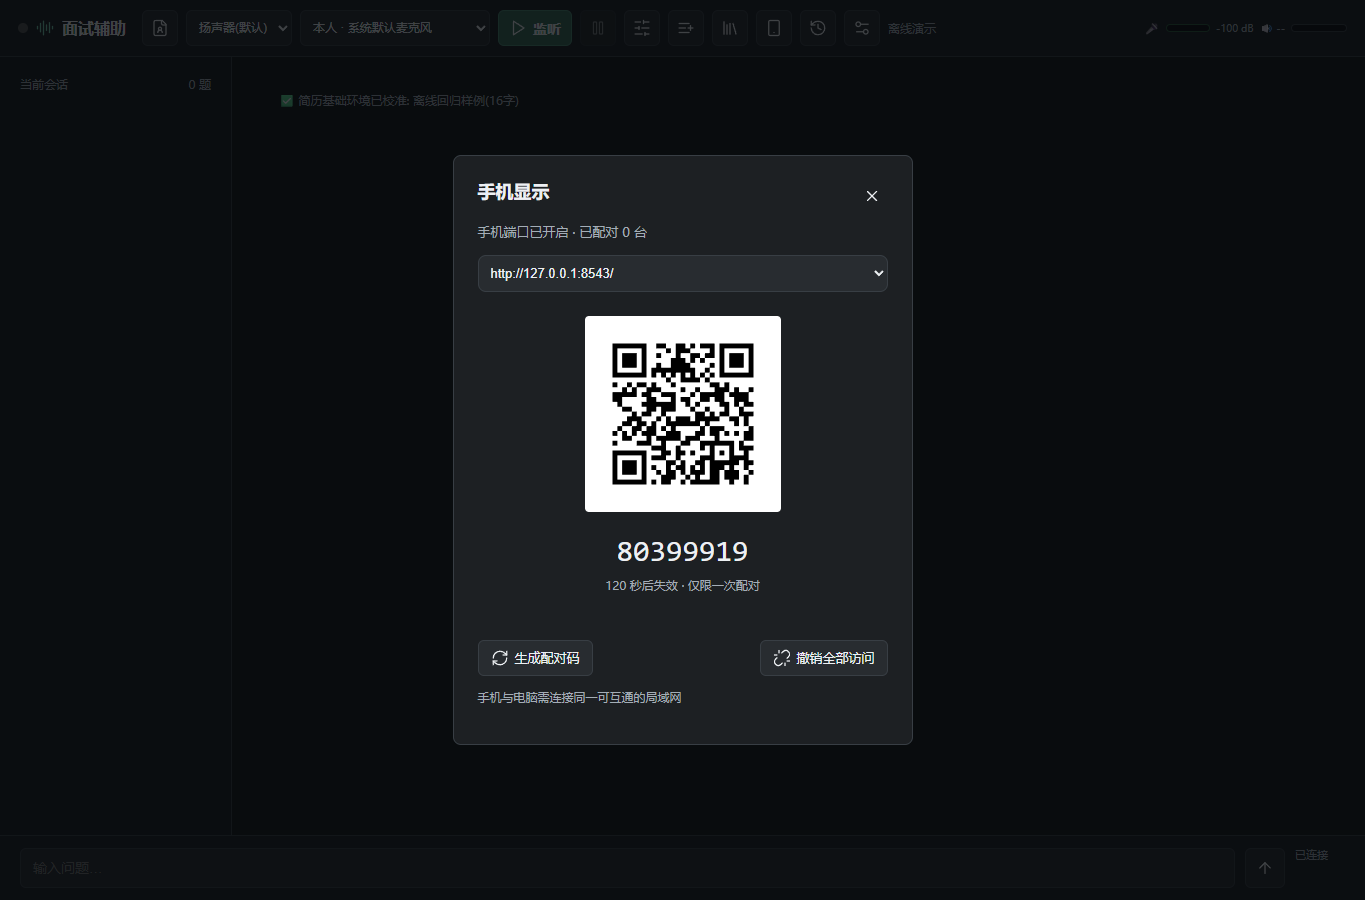 面试辅助
扬声器(默认)
本人 · 系统默认麦克风
监听
离线演示
-100 dB
--
当前会话
0 题
简历基础环境已校准: 离线回归样例(16字)
手机显示
手机端口已开启 · 已配对 0 台
http://127.0.0.1:8543/
80399919
120 秒后失效 · 仅限一次配对
生成配对码
撤销全部访问
手机与电脑需连接同一可互通的局域网
输入问题...
已连接